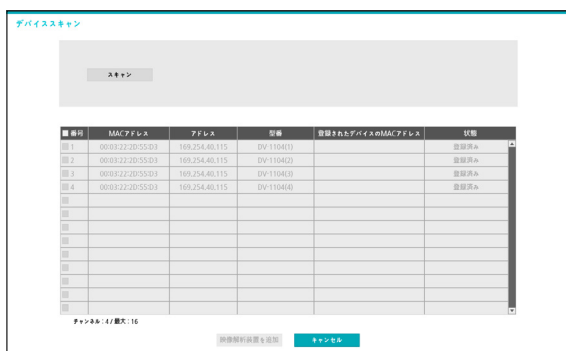 デバイススキャン
スキャン
番号 MACアドレス アドレス 型番 登録されたデバイスのMACアドレス 状態
1 00:03:22:2D:55:D3 169.254.40.115 DV-1104(1) 登録済み
2 00:03:22:2D:55:D3 169.254.40.115 DV-1104(2) 登録済み
3 00:03:22:2D:55:D3 169.254.40.115 DV-1104(3) 登録済み
4 00:03:22:2D:55:D3 169.254.40.115 DV-1104(4) 登録済み
チャンネル : 4 / 最大 : 16
映像解析装置を追加 キャンセル